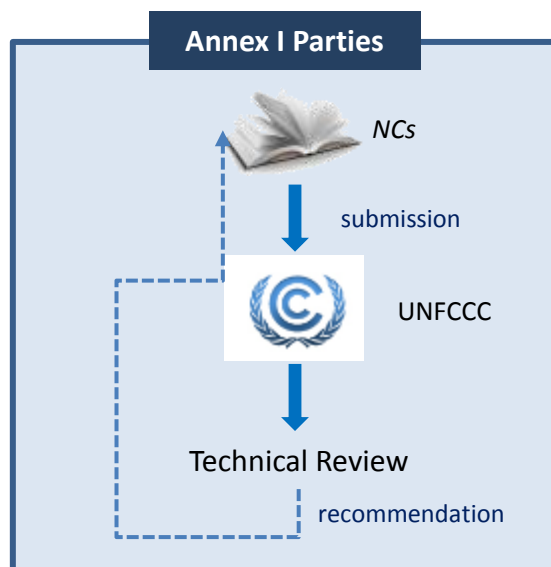 Annex I Parties
NCs
submission
UNFCCC
Technical Review
recommendation